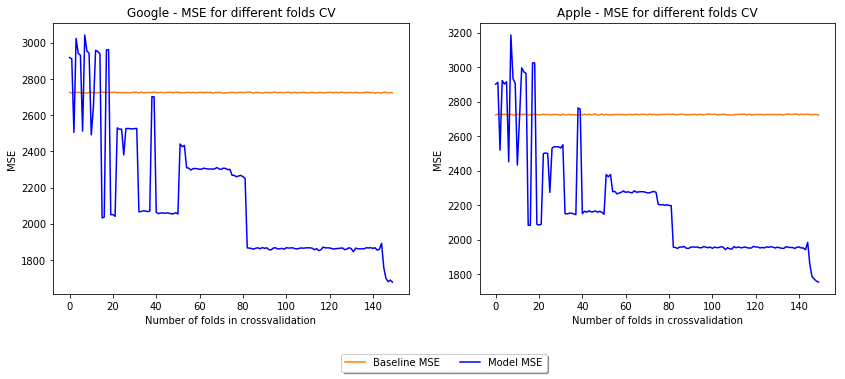 Google - MSE for different folds CV
MSE
3000
2800
2600
2400
2200
2000
1800
0 20 40 60 80 100 120 140
Number of folds in crossvalidation
Apple - MSE for different folds CV
MSE
3200
3000
2800
2600
2400
2200
2000
1800
0 20 40 60 80 100 120 140
Number of folds in crossvalidation
Baseline MSE Model MSE